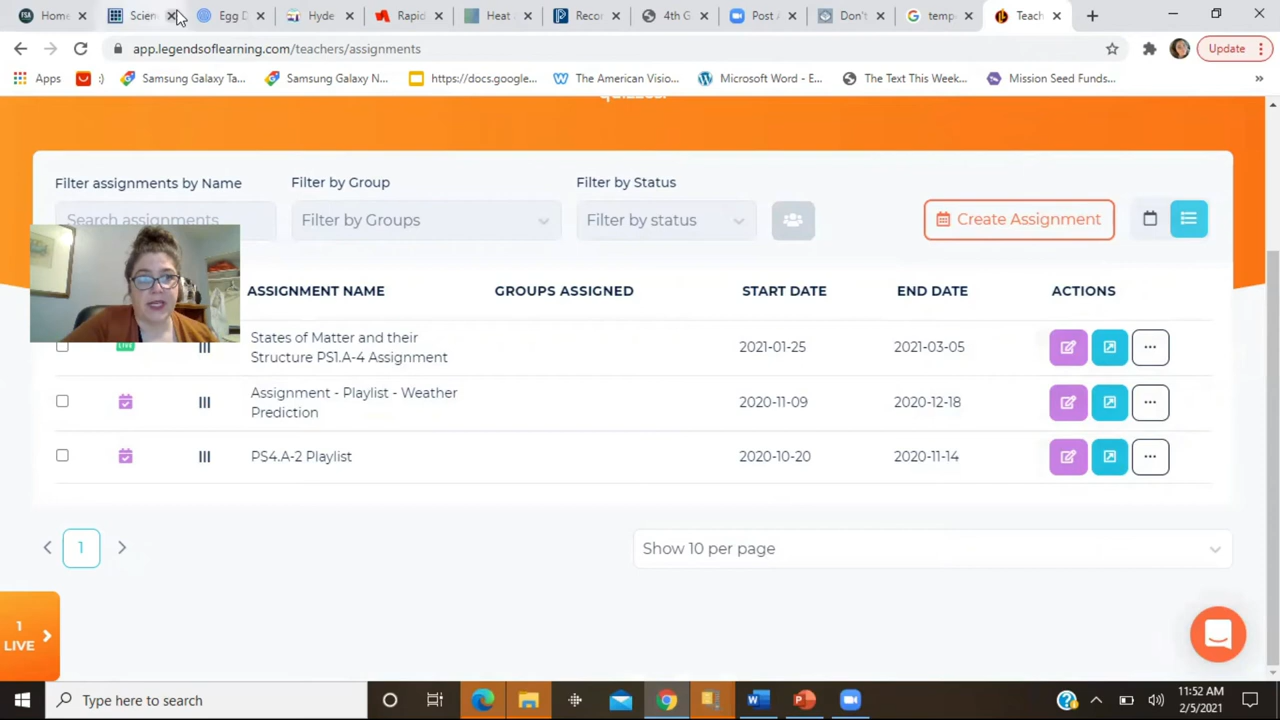 Home
Scien
Egg D
Hyde
Rapid
Heat
Recor
4th G
Post A
Don't
temp
Teach
app.legendsoflearning.com/teachers/assignments
Update
Apps
:)
Samsung Galaxy Ta...
Samsung Galaxy N...
https://docs.google...
The American Visio...
Microsoft Word - E...
The Text This Week...
Mission Seed Funds...
»
quizzes.
Filter assignments by Name
Filter by Group
Filter by Status
Search assignments
Filter by Groups
Filter by status
Create Assignment
ASSIGNMENT NAME
GROUPS ASSIGNED
START DATE
END DATE
ACTIONS
LIVE
States of Matter and their
Structure PS1.A-4 Assignment
2021-01-25
2021-03-05
Assignment - Playlist - Weather
Prediction
2020-11-09
2020-12-18
PS4.A-2 Playlist
2020-10-20
2020-11-14
1
Show 10 per page
1
LIVE
Type here to search
11:52 AM
2/5/2021